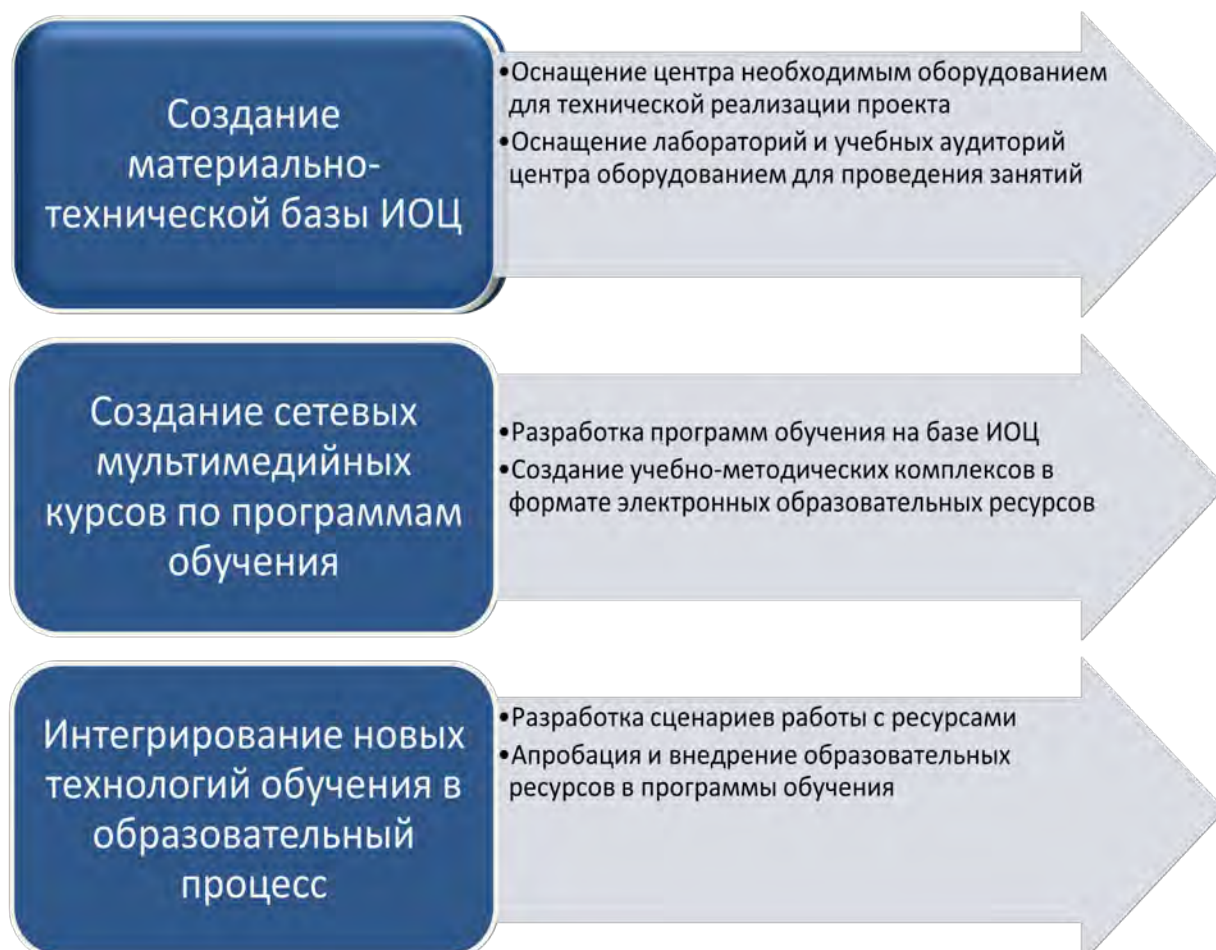 Создание
материально-
технической базы ИОЦ
•Оснащение центра необходимым оборудованием
для технической реализации проекта
•Оснащение лабораторий и учебных аудиторий
центра оборудованием для проведения занятий
Создание сетевых
мультимедийных
курсов по программам
обучения
•Разработка программ обучения на базе ИОЦ
•Создание учебно-методических комплексов в
формате электронных образовательных ресурсов
Интегрирование новых
технологий обучения в
образовательный
процесс
•Разработка сценариев работы с ресурсами
•Апробация и внедрение образовательных
ресурсов в программы обучения